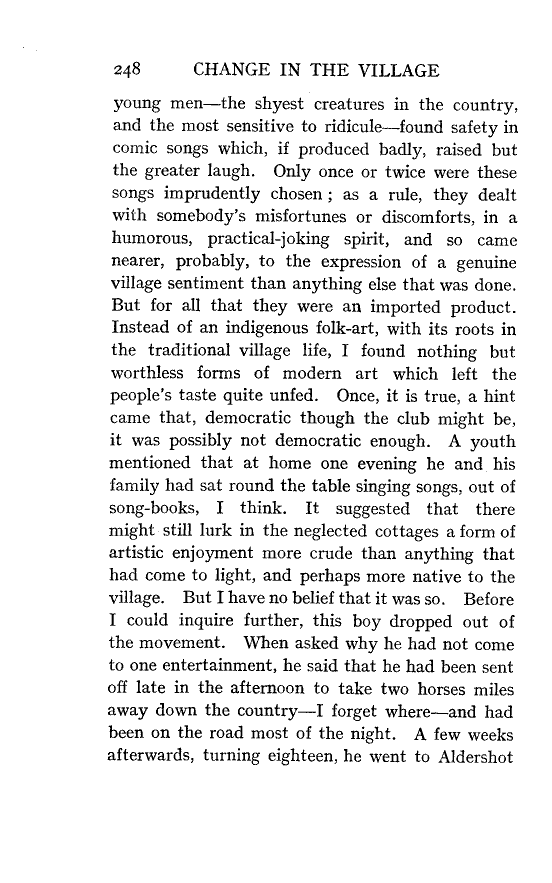 248 CHANGE IN THE VILLAGE
young men—the shyest creatures in the country,
and the most sensitive to ridicule—found safety in
comic songs which, if produced badly, raised but
the greater laugh. Only once or twice were these
songs imprudently chosen ; as a rule, they dealt
with somebody's misfortunes or discomforts, in a
humorous, practical-joking spirit, and so came
nearer, probably, to the expression of a genuine
village sentiment than anything else that was done.
But for all that they were an imported product.
Instead of an indigenous folk-art, with its roots in
the traditional village life, I found nothing but
worthless forms of modern art which left the
people's taste quite unfed. Once, it is true, a hint
came that, democratic though the club might be,
it was possibly not democratic enough. A youth
mentioned that at home one evening he and his
family had sat round the table singing songs, out of
song-books, I think. It suggested that there
might still lurk in the neglected cottages a form of
artistic enjoyment more crude than anything that
had come to light, and perhaps more native to the
village. But I have no belief that it was so. Before
I could inquire further, this boy dropped out of
the movement. When asked why he had not come
to one entertainment, he said that he had been sent
off late in the afternoon to take two horses miles
away down the country—I forget where—and had
been on the road most of the night. A few weeks
afterwards, turning eighteen, he went to Aldershot